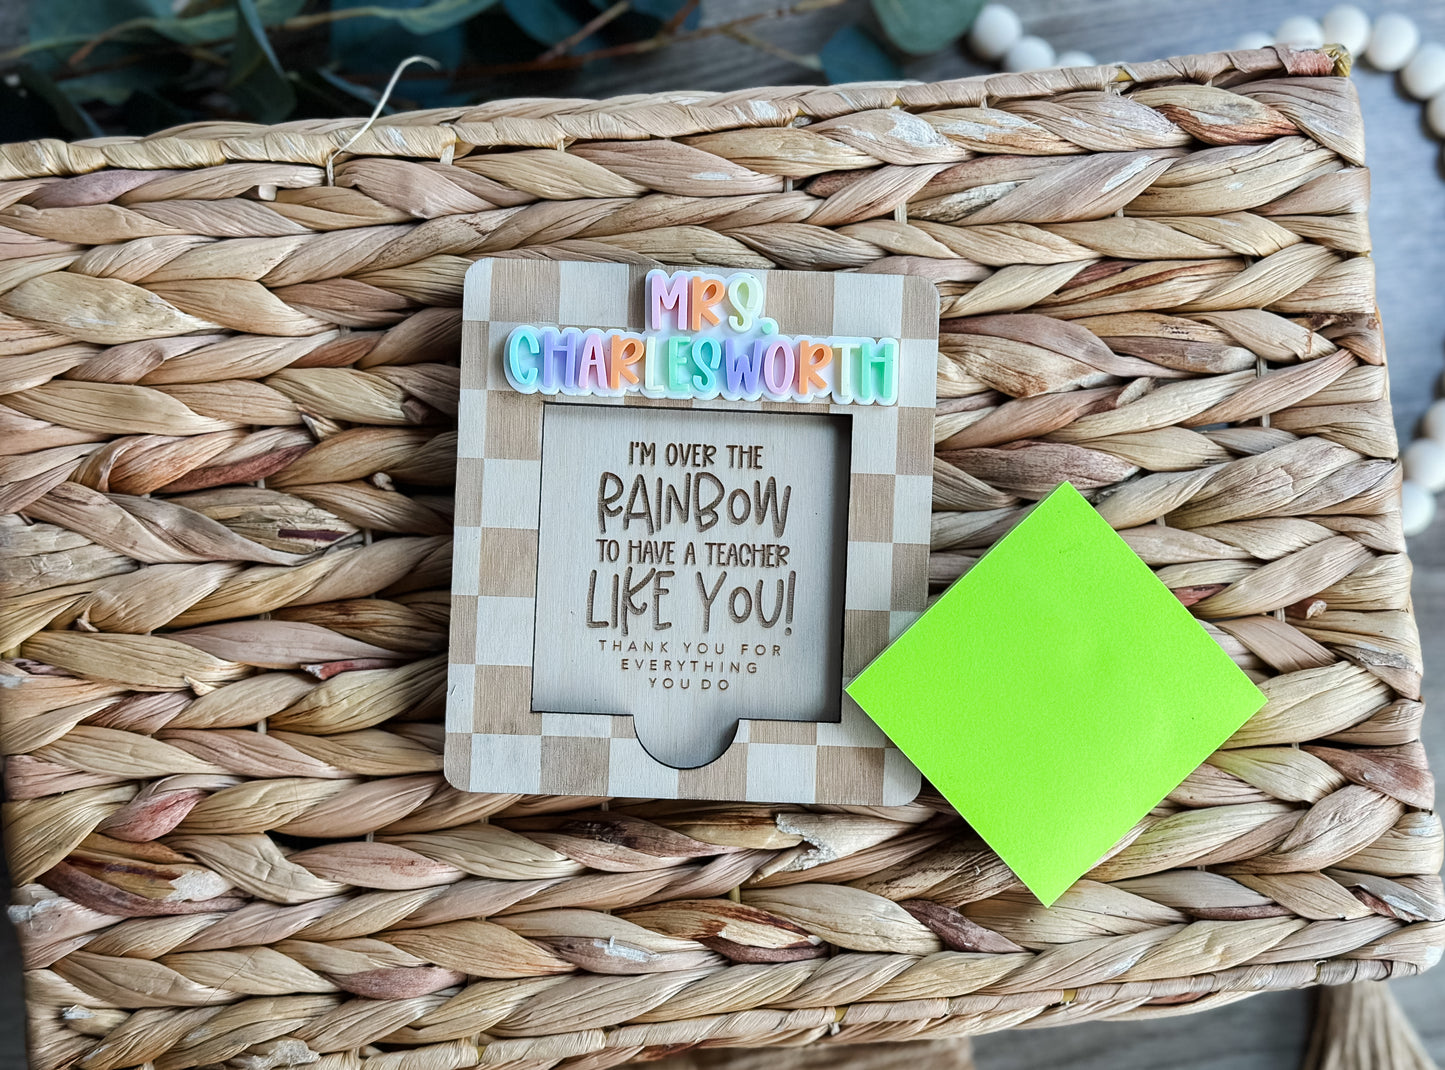 MRS.
CHARLESWORTH
I'M OVER THE
RAINBOW
TO HAVE A TEACHER
LIKE YOU!
THANK YOU FOR
EVERYTHING
YOU DO